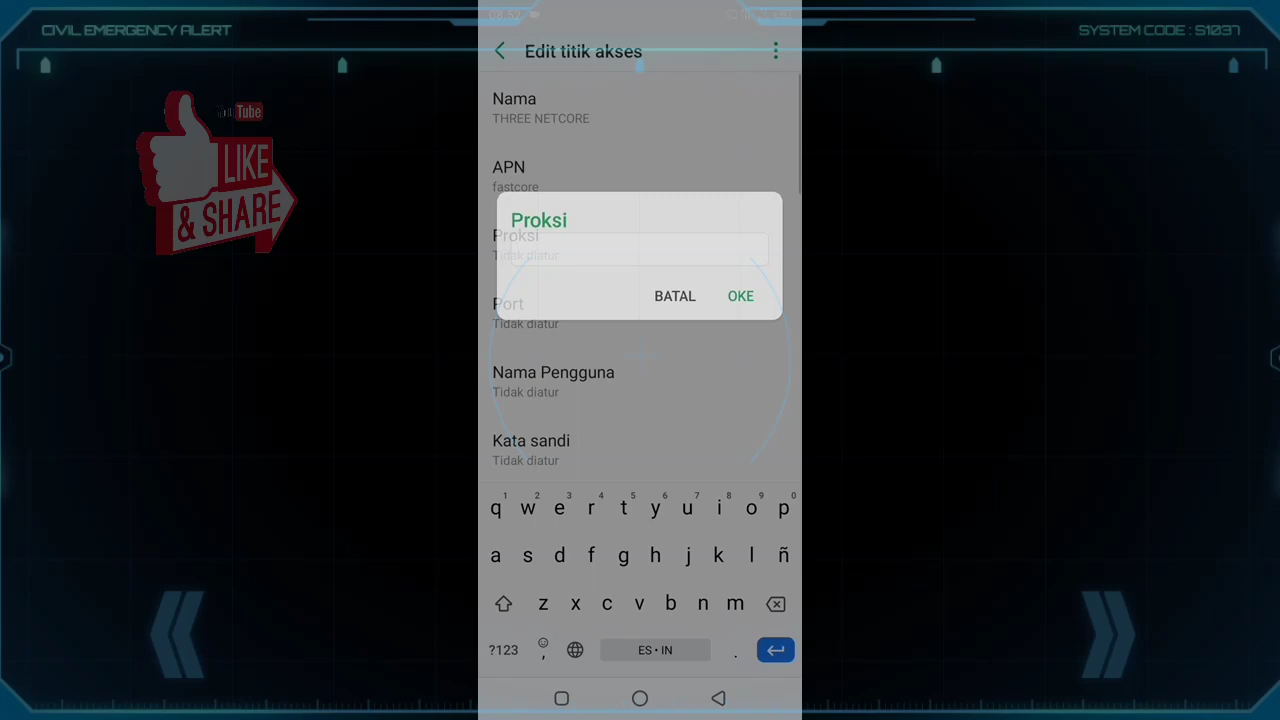 CIVIL EMERGENCY ALERT
SYSTEM CODE : S1037
08.52
Edit titik akses
YouTube
LIKE
& SHARE
Nama
THREE NETCORE
APN
fastcore
Proksi
Proksi
Tidak diatur
BATAL OKE
Port
Tidak diatur
Nama Pengguna
Tidak diatur
Kata sandi
Tidak diatur
1 2 3 4 5 6 7 8 9 0
q w e r t y u i o p
a s d f g h j k l ñ
z x c v b n m
?123 , ES • IN .